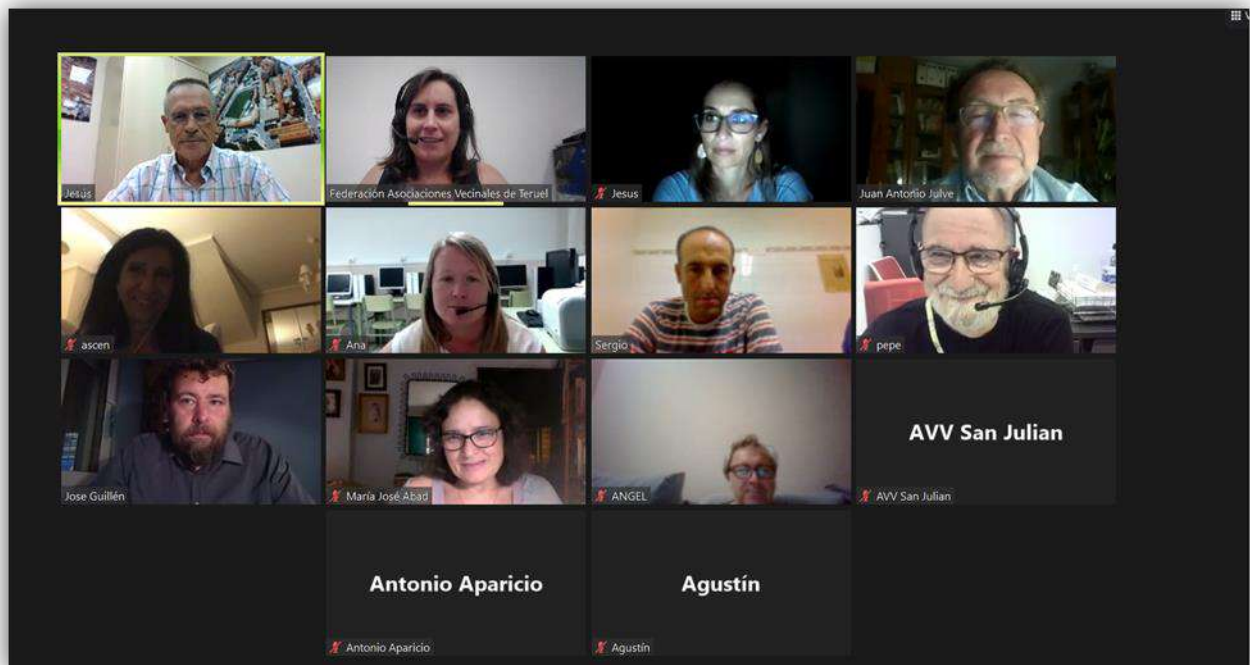 Jesús
Federación Asociaciones Vecinales de Teruel
Jesus
Juan Antonio Julve
ascen
Ana
Sergio
pepe
Jose Guillén
María José Abad
ANGEL
AVV San Julian
AVV San Julian
Antonio Aparicio
Agustín
Antonio Aparicio
Agustín